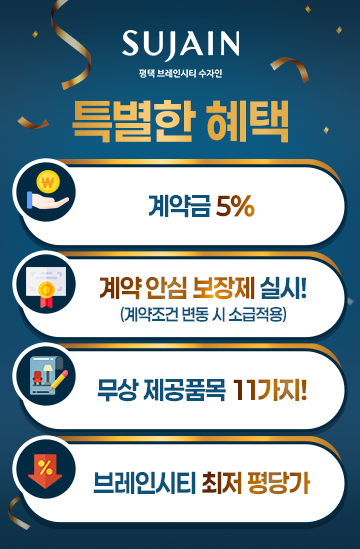 SUJAIN
평택 브레인시티 수자인
특별한 혜택
₩
계약금 5%
계약 안심 보장제 실시!
(계약조건 변동 시 소급적용)
무상 제공품목 11가지!
%
브레인시티 최저 평당가